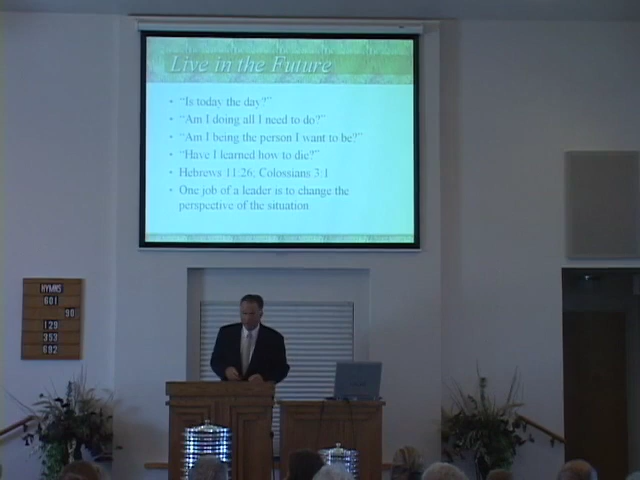 Live in the Future
• "Is today the day?"
• "Am I doing all I need to do?"
• "Am I being the person I want to be?"
• "Have I learned how to die?"
• Hebrews 11:26; Colossians 3:1
• One job of a leader is to change the
perspective of the situation
HYMNS
601
90
129
353
692